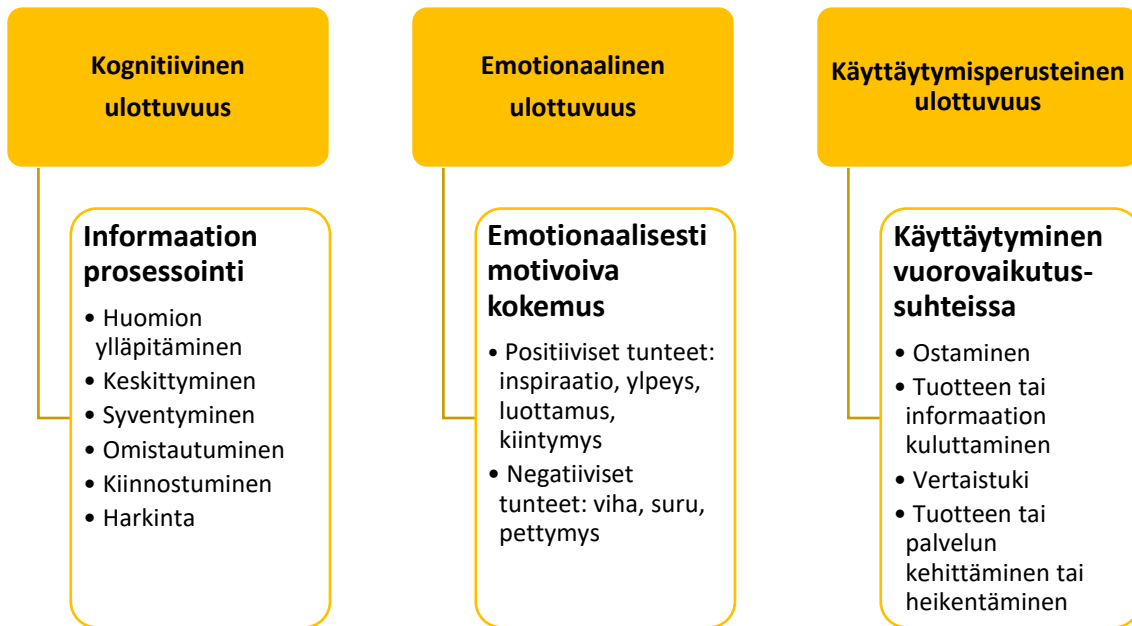 Kognitiivinen
ulottuvuus
Informaation
prosessointi
• Huomion
ylläpitäminen
• Keskittyminen
• Syventyminen
• Omistautuminen
• Kiinnostuminen
• Harkinta
Emotionaalinen
ulottuvuus
Emotionaalisesti
motivoiva
kokemus
• Positiiviset tunteet:
inspiraatio, ylpeys,
luottamus,
kiintymys
• Negatiiviset
tunteet: viha, suru,
pettymys
Käyttäytymisperusteinen
ulottuvuus
Käyttäytyminen
vuorovaikutus-
suhteissa
• Ostaminen
• Tuotteen tai
informaation
kuluttaminen
• Vertaistuki
• Tuotteen tai
palvelun
kehittäminen tai
heikentäminen